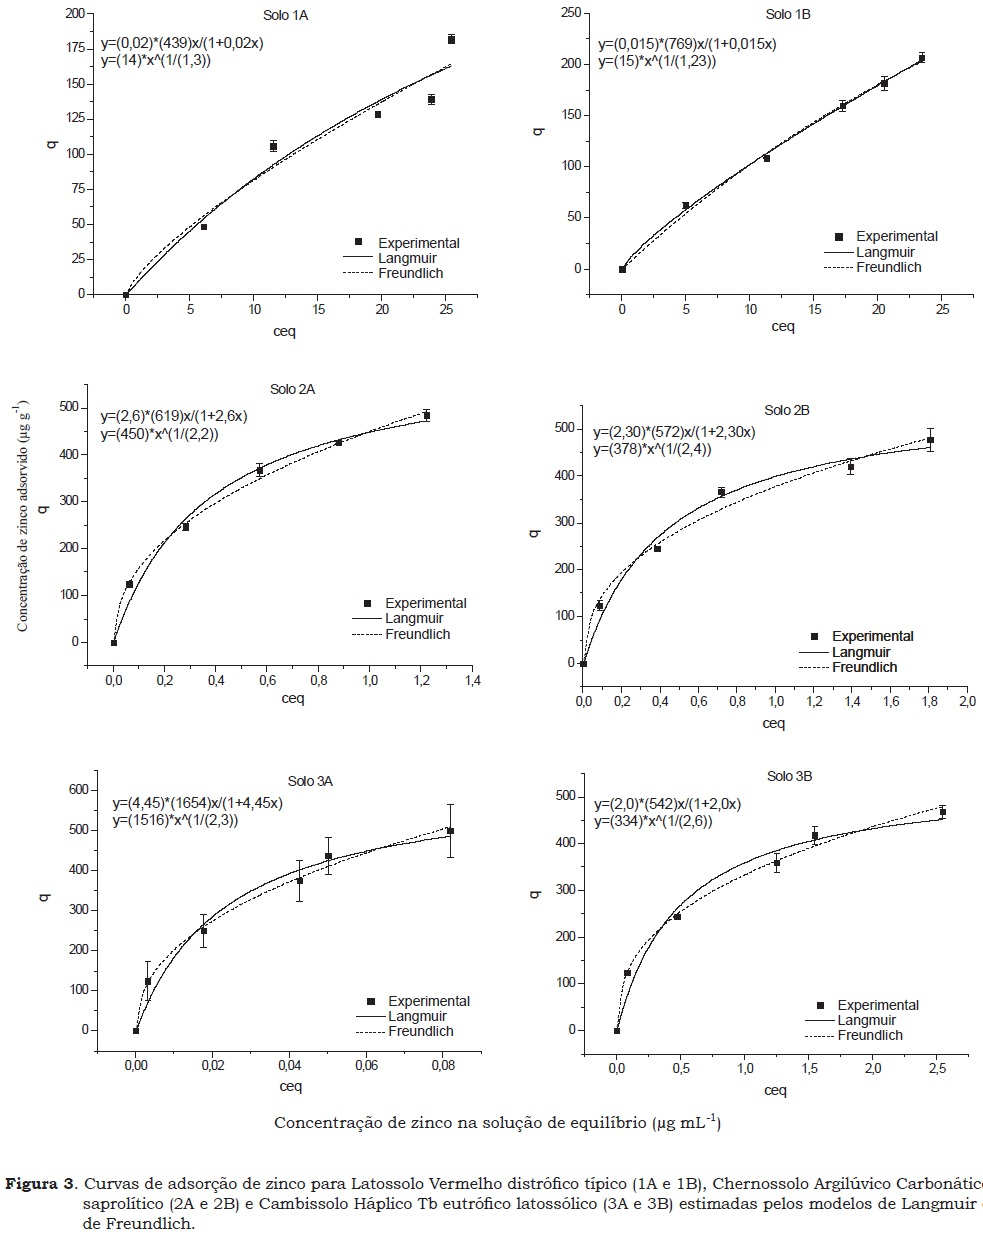 Solo 1A
y=(0,02)*(439)x/(1+0,02x)
y=(14)*x^(1/(1,3))
200
175
150
125
100
75
50
25
0
q
Experimental
Langmuir
Freundlich
0 5 10 15 20 25
ceq
Solo 1B
y=(0,015)*(769)x/(1+0,015x)
y=(15)*x^(1/(1,23))
250
200
150
100
50
0
q
Experimental
Langmuir
Freundlich
0 5 10 15 20 25
ceq
Concentração de zinco adsorvido (µg g⁻¹)
Solo 2A
y=(2,6)*(619)x/(1+2,6x)
y=(450)*x^(1/(2,2))
500
400
300
200
100
0
q
Experimental
Langmuir
Freundlich
0,0 0,2 0,4 0,6 0,8 1,0 1,2 1,4
ceq
Solo 2B
y=(2,30)*(572)x/(1+2,30x)
y=(378)*x^(1/(2,4))
500
400
300
200
100
0
q
Experimental
Langmuir
Freundlich
0,0 0,2 0,4 0,6 0,8 1,0 1,2 1,4 1,6 1,8 2,0
ceq
Solo 3A
y=(4,45)*(1654)x/(1+4,45x)
y=(1516)*x^(1/(2,3))
600
500
400
300
200
100
0
q
Experimental
Langmuir
Freundlich
0,00 0,02 0,04 0,06 0,08
ceq
Solo 3B
y=(2,0)*(542)x/(1+2,0x)
y=(334)*x^(1/(2,6))
500
400
300
200
100
0
q
Experimental
Langmuir
Freundlich
0,0 0,5 1,0 1,5 2,0 2,5
ceq
Concentração de zinco na solução de equilíbrio (µg mL⁻¹)
Figura 3. Curvas de adsorção de zinco para Latossolo Vermelho distrófico típico (1A e 1B), Chernossolo Argilúvico Carbonático
saprolítico (2A e 2B) e Cambissolo Háplico Tb eutrófico latossólico (3A e 3B) estimadas pelos modelos de Langmuir e
de Freundlich.